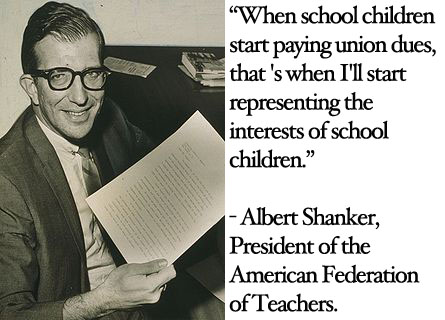 “When school children
start paying union dues,
that 's when I'll start
representing the
interests of school
children.”
- Albert Shanker,
President of the
American Federation
of Teachers.